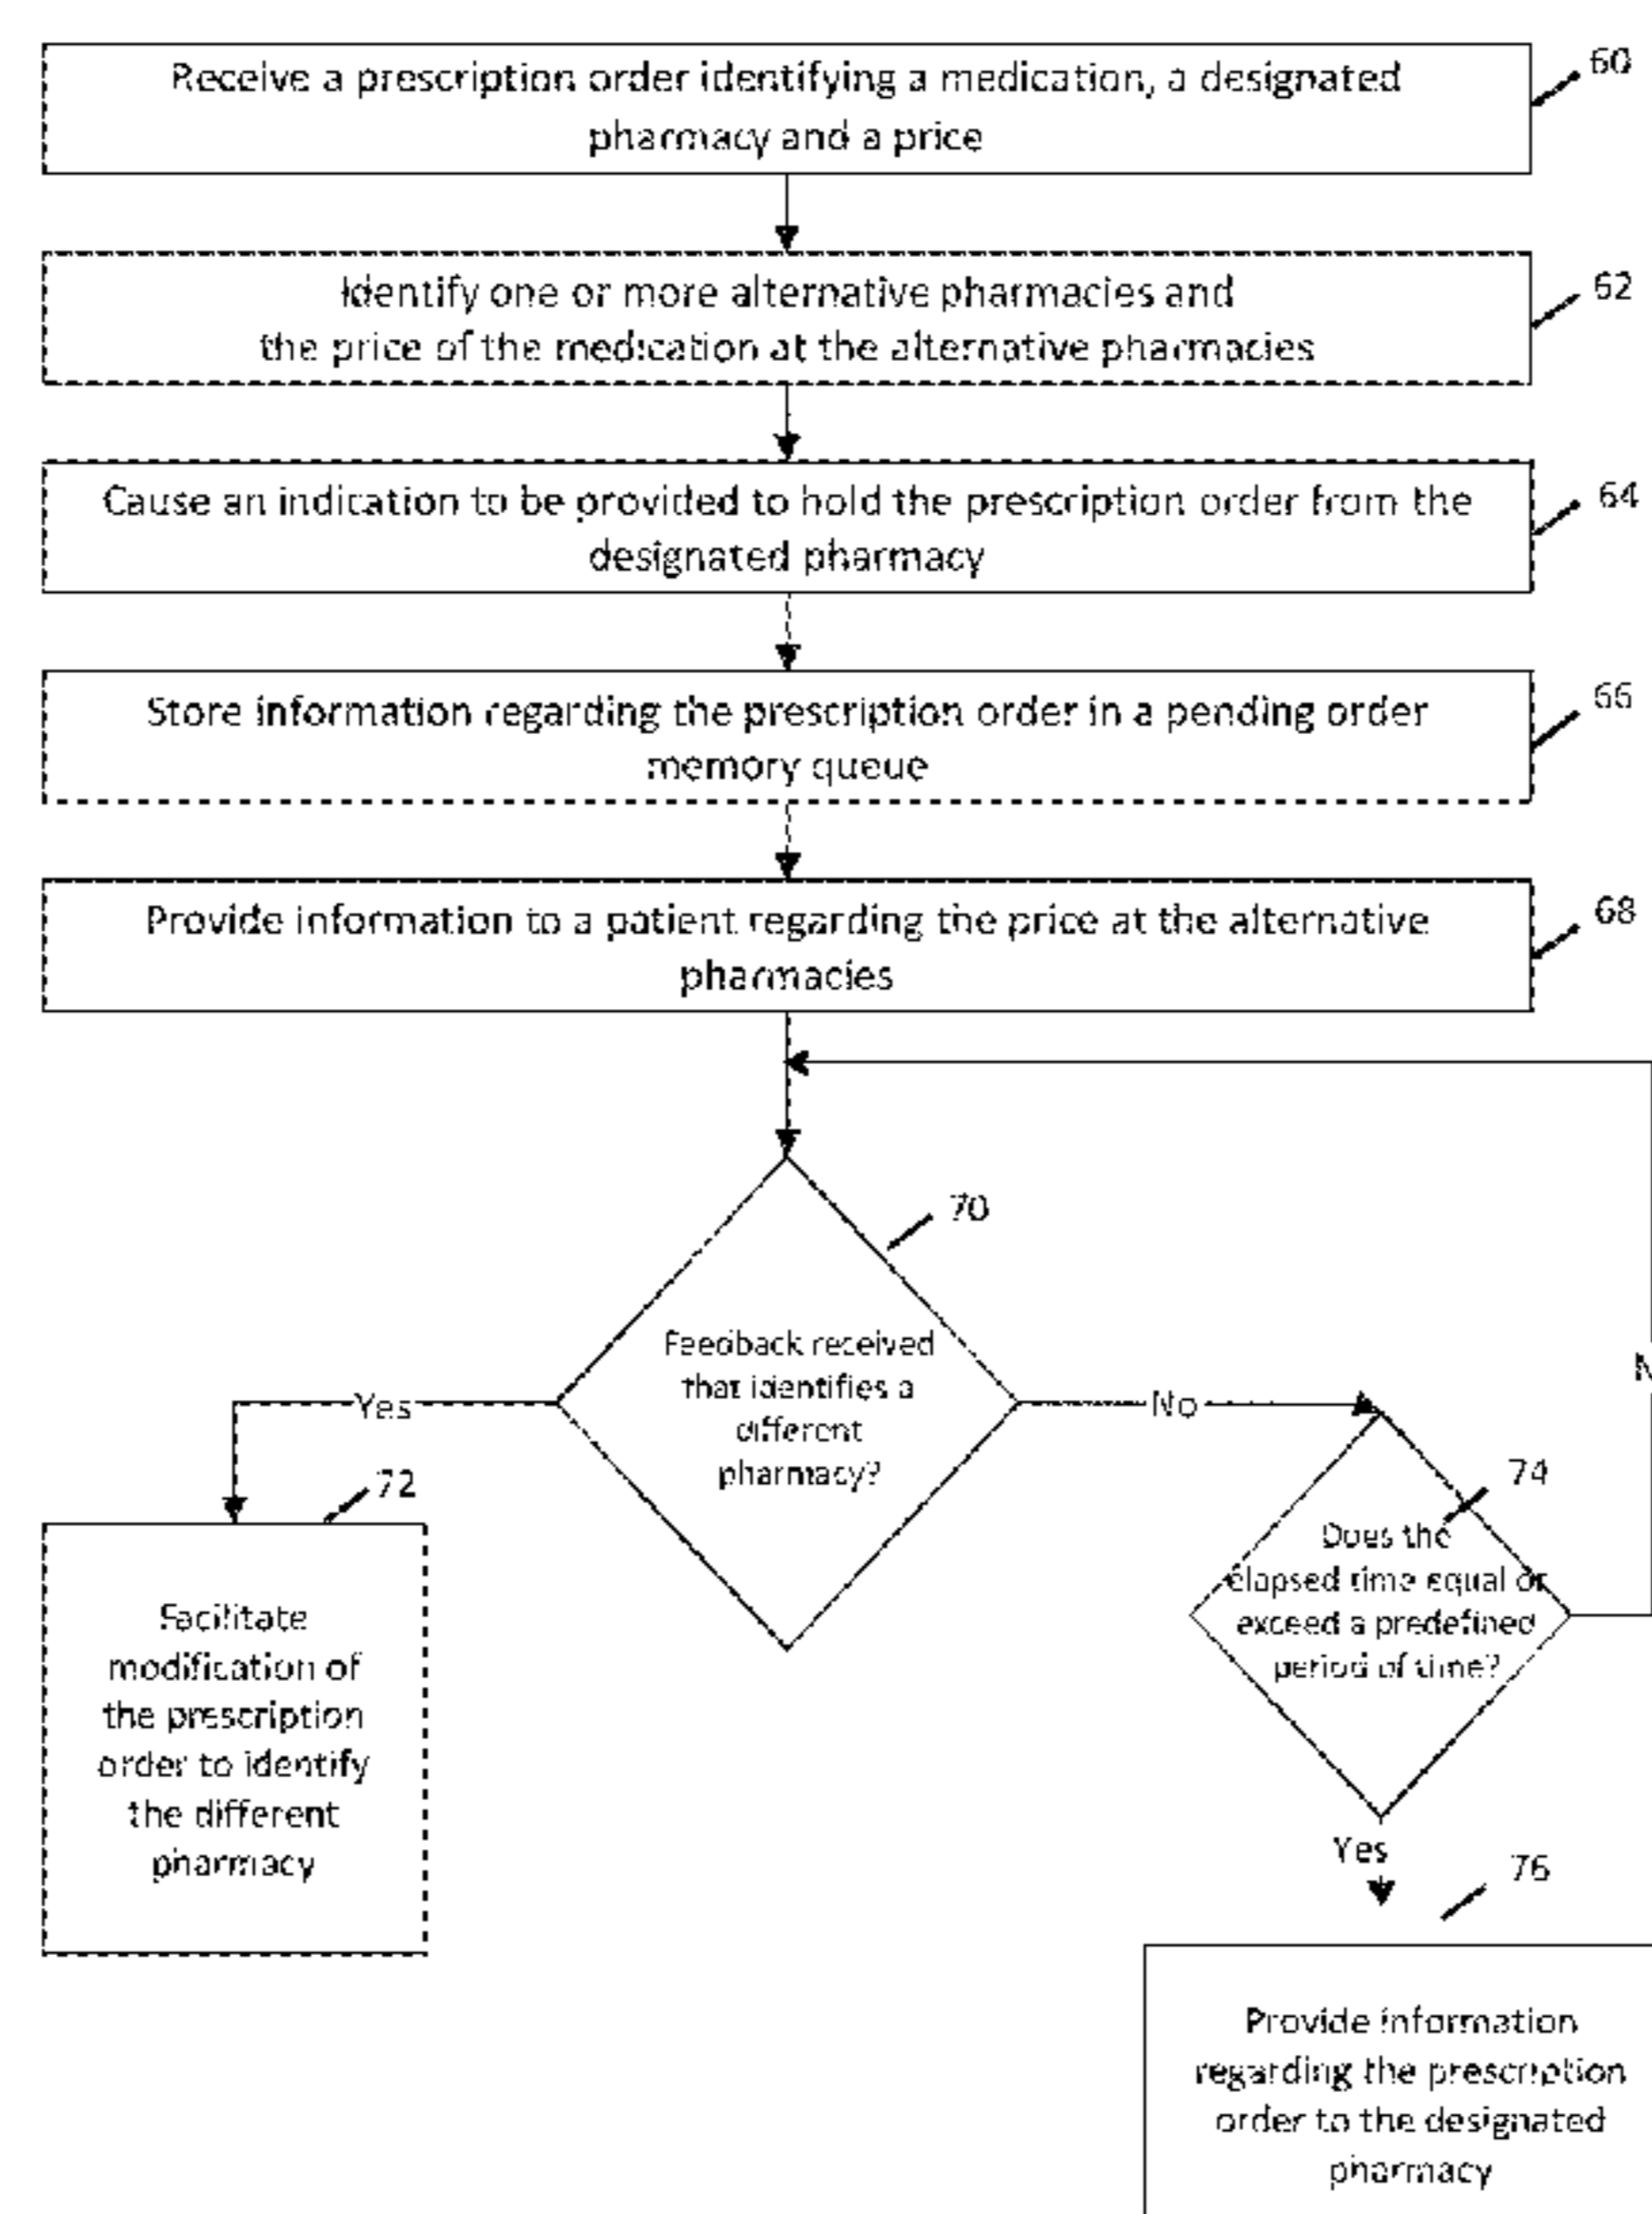 Receive a prescription order identifying a medication, a designated
pharmacy and a price
60
Identify one or more alternative pharmacies and
the price of the medication at the alternative pharmacies
62
Cause an indication to be provided to hold the prescription order from the
designated pharmacy
64
Store information regarding the prescription order in a pending order
memory queue
66
Provide information to a patient regarding the price at the alternative
pharmacies
68
70
Feedback received
that identifies a
different
pharmacy?
Yes
No
72
Facilitate
modification of
the prescription
order to identify
the different
pharmacy
74
Does the
elapsed time equal or
exceed a predefined
period of time?
Yes
76
Provide information
regarding the prescription
order to the designated
pharmacy